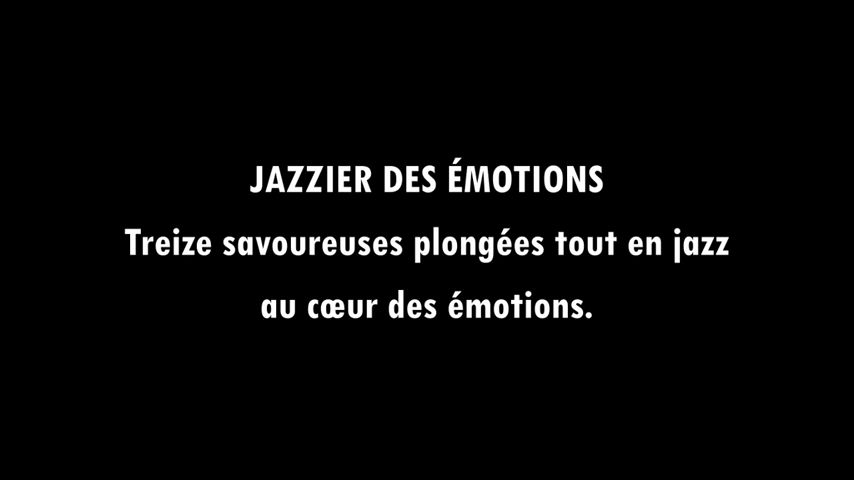 JAZZIER DES ÉMOTIONS
Treize savoureuses plongées tout en jazz
au cœur des émotions.